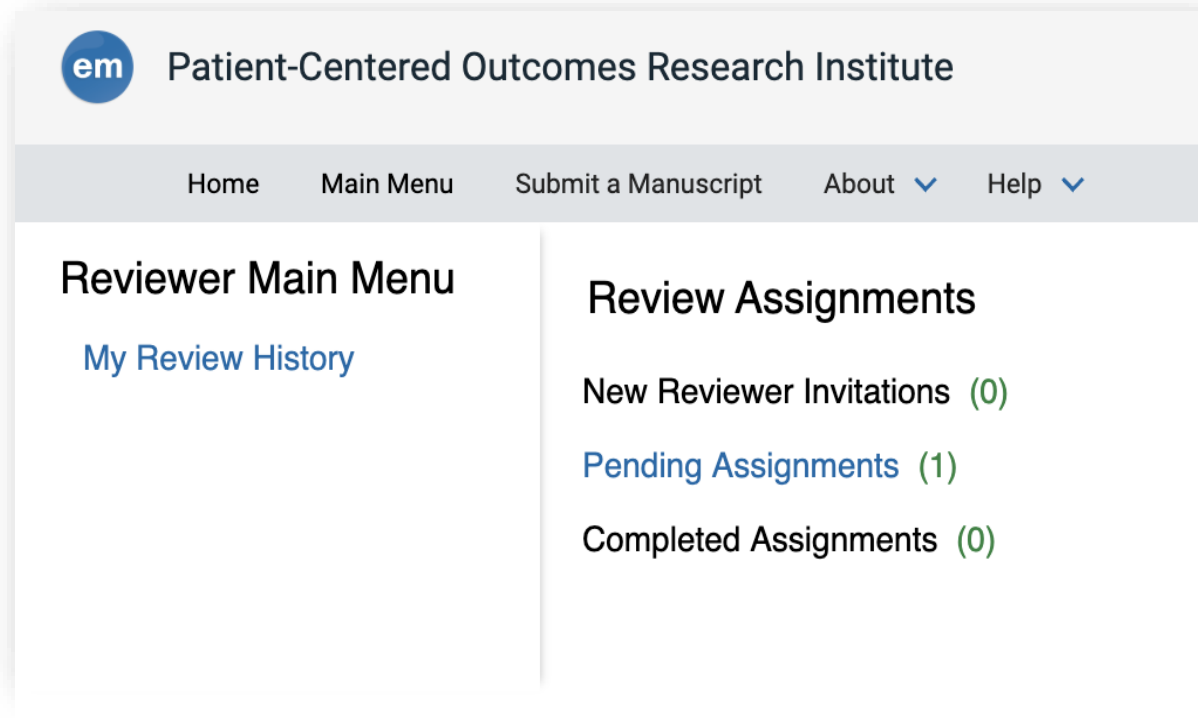 em Patient-Centered Outcomes Research Institute
Home Main Menu Submit a Manuscript About Help
Reviewer Main Menu
My Review History
Review Assignments
New Reviewer Invitations (0)
Pending Assignments (1)
Completed Assignments (0)